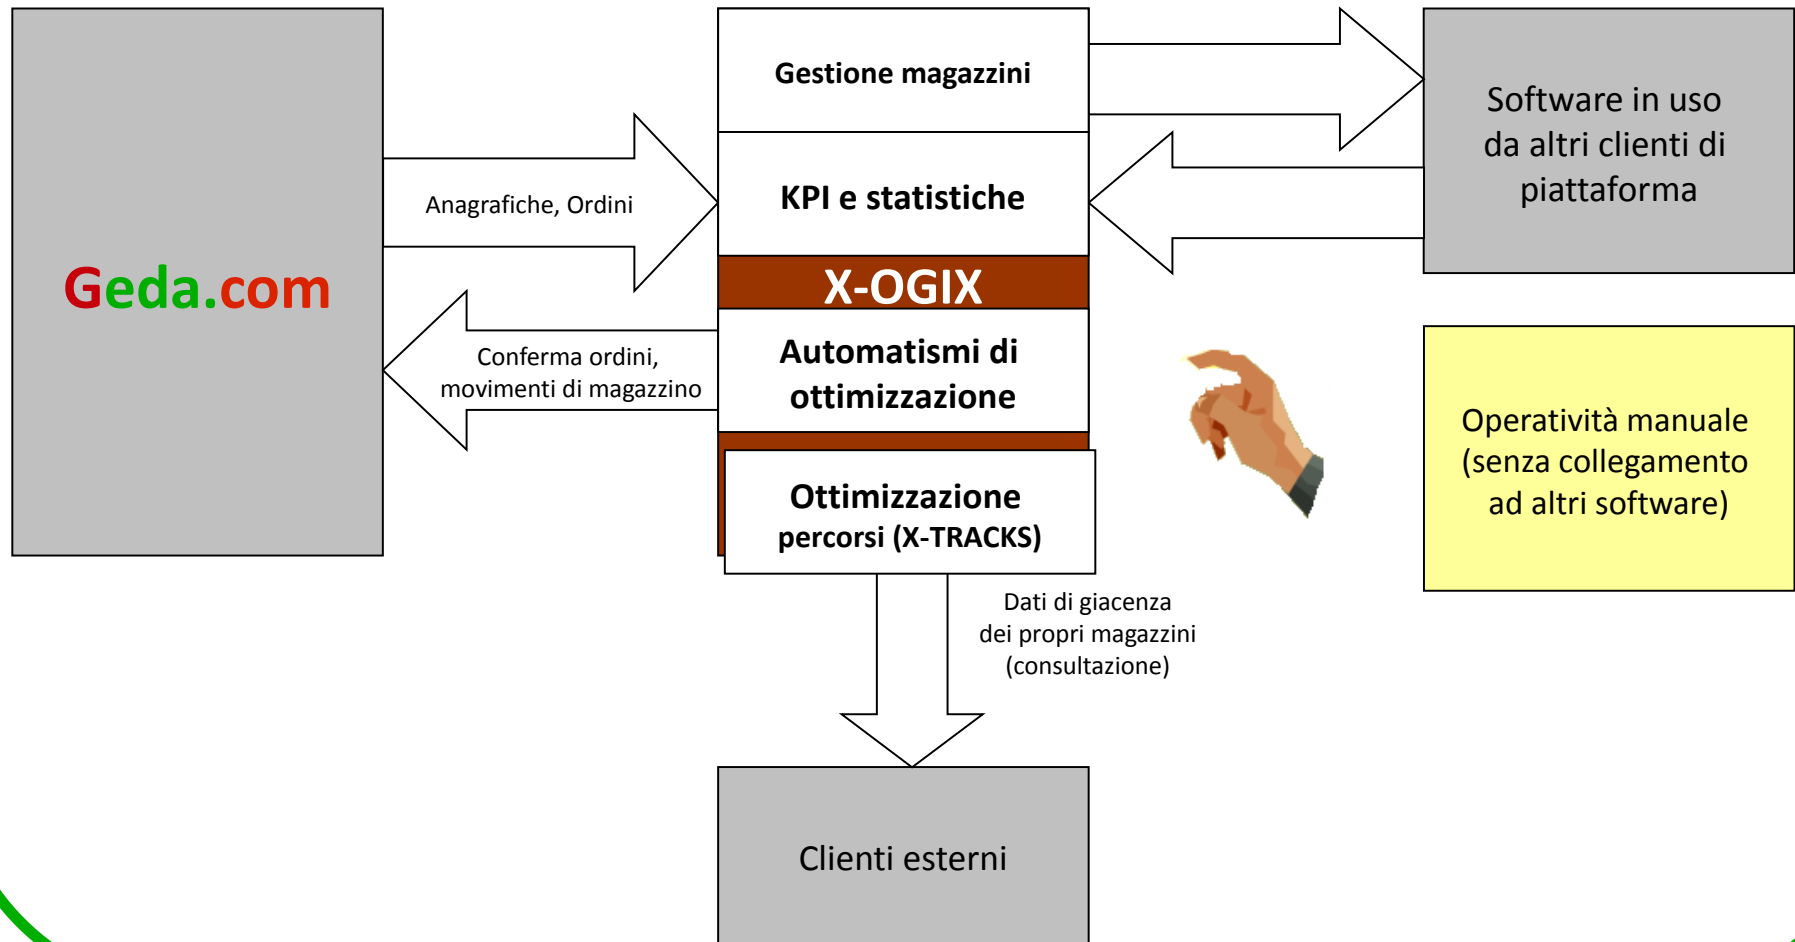 Gestione magazzini
Software in uso
da altri clienti di
piattaforma
Anagrafiche, Ordini
KPI e statistiche
Geda.com
X-OGIX
Conferma ordini,
movimenti di magazzino
Automatismi di
ottimizzazione
Operatività manuale
(senza collegamento
ad altri software)
Ottimizzazione
percorsi (X-TRACKS)
Dati di giacenza
dei propri magazzini
(consultazione)
Clienti esterni